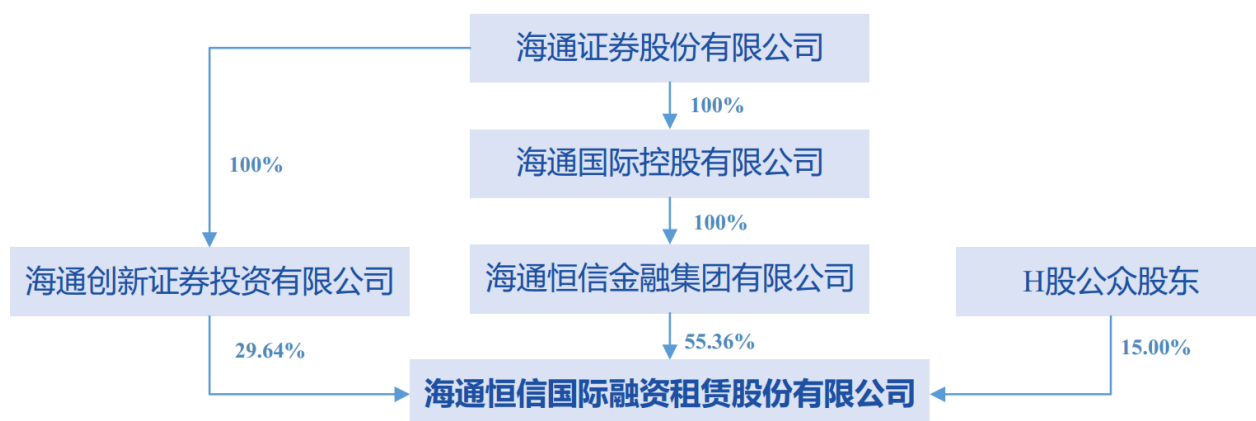 海通证券股份有限公司
100%
海通国际控股有限公司
100%
100%
海通创新证券投资有限公司
海通恒信金融集团有限公司
H股公众股东
29.64%
55.36%
15.00%
海通恒信国际融资租赁股份有限公司